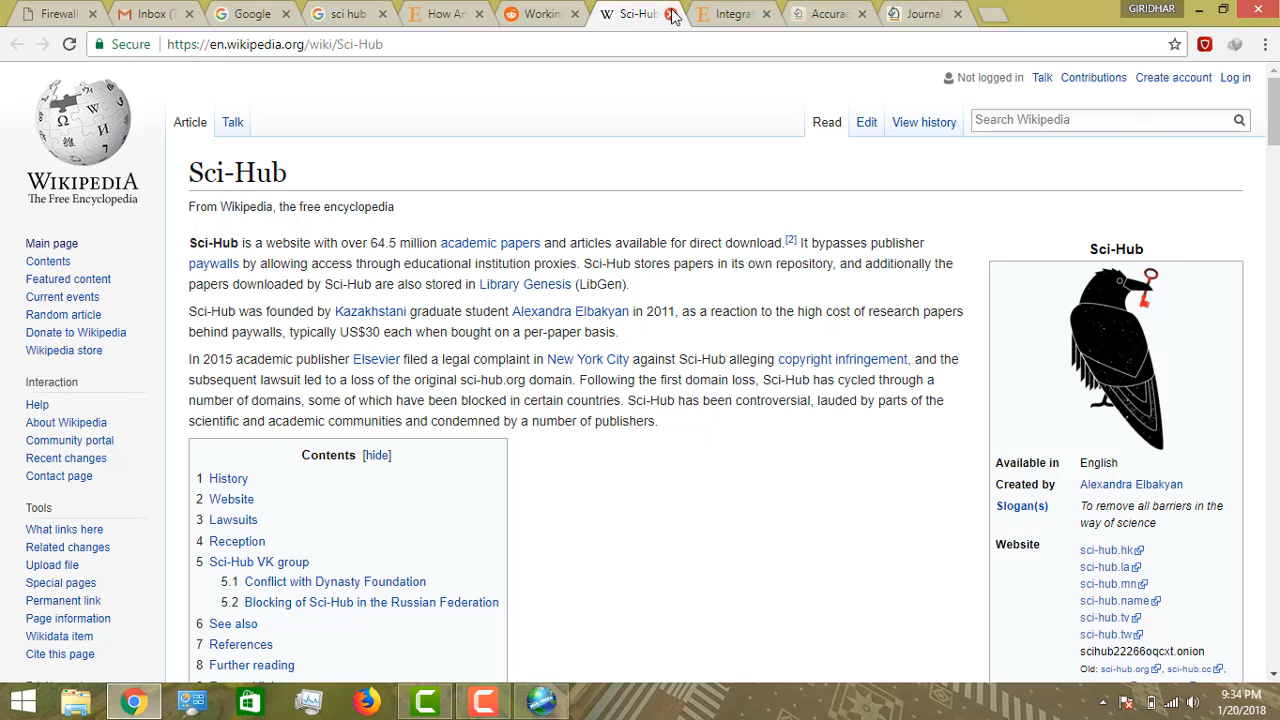 Firewall
Inbox (
Google
sci hub
How Ar
Working
W Sci-Hub
Integrat
Accurac
Journal
GIRIDHAR
Secure https://en.wikipedia.org/wiki/Sci-Hub
Not logged in Talk Contributions Create account Log in
Article Talk Read Edit View history Search Wikipedia
WIKIPEDIA
The Free Encyclopedia
Main page
Contents
Featured content
Current events
Random article
Donate to Wikipedia
Wikipedia store
Interaction
Help
About Wikipedia
Community portal
Recent changes
Contact page
Tools
What links here
Related changes
Upload file
Special pages
Permanent link
Page information
Wikidata item
Cite this page
Sci-Hub
From Wikipedia, the free encyclopedia
Sci-Hub is a website with over 64.5 million academic papers and articles available for direct download.[2] It bypasses publisher
paywalls by allowing access through educational institution proxies. Sci-Hub stores papers in its own repository, and additionally the
papers downloaded by Sci-Hub are also stored in Library Genesis (LibGen).
Sci-Hub was founded by Kazakhstani graduate student Alexandra Elbakyan in 2011, as a reaction to the high cost of research papers
behind paywalls, typically US$30 each when bought on a per-paper basis.
In 2015 academic publisher Elsevier filed a legal complaint in New York City against Sci-Hub alleging copyright infringement, and the
subsequent lawsuit led to a loss of the original sci-hub.org domain. Following the first domain loss, Sci-Hub has cycled through a
number of domains, some of which have been blocked in certain countries. Sci-Hub has been controversial, lauded by parts of the
scientific and academic communities and condemned by a number of publishers.
Contents [hide]
1 History
2 Website
3 Lawsuits
4 Reception
5 Sci-Hub VK group
5.1 Conflict with Dynasty Foundation
5.2 Blocking of Sci-Hub in the Russian Federation
6 See also
7 References
8 Further reading
Sci-Hub
Available in English
Created by Alexandra Elbakyan
Slogan(s) To remove all barriers in the
way of science
Website sci-hub.hk
sci-hub.la
sci-hub.mn
sci-hub.name
sci-hub.tv
sci-hub.tw
scihub22266oqcxt.onion
Old: sci-hub.org, sci-hub.cc,
9:34 PM
1/20/2018